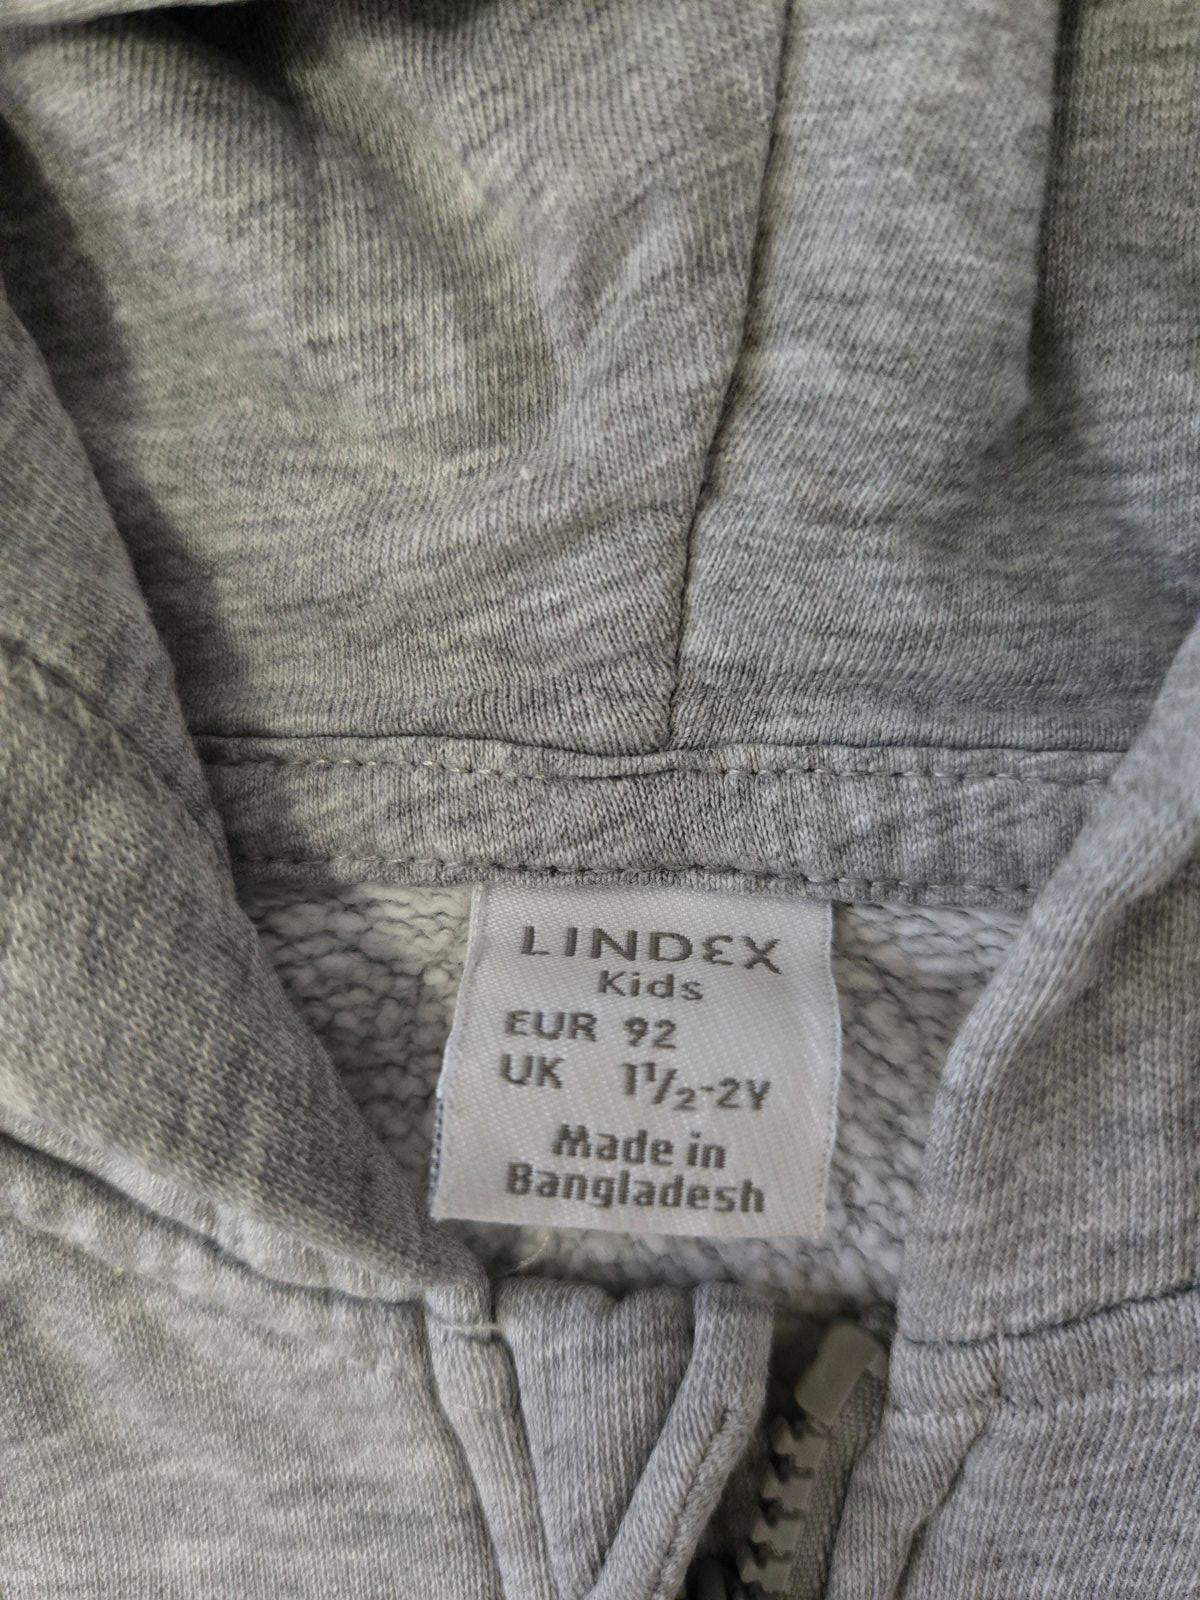 LINDEX
Kids
EUR 92
UK 1½-2Y
Made in
Bangladesh